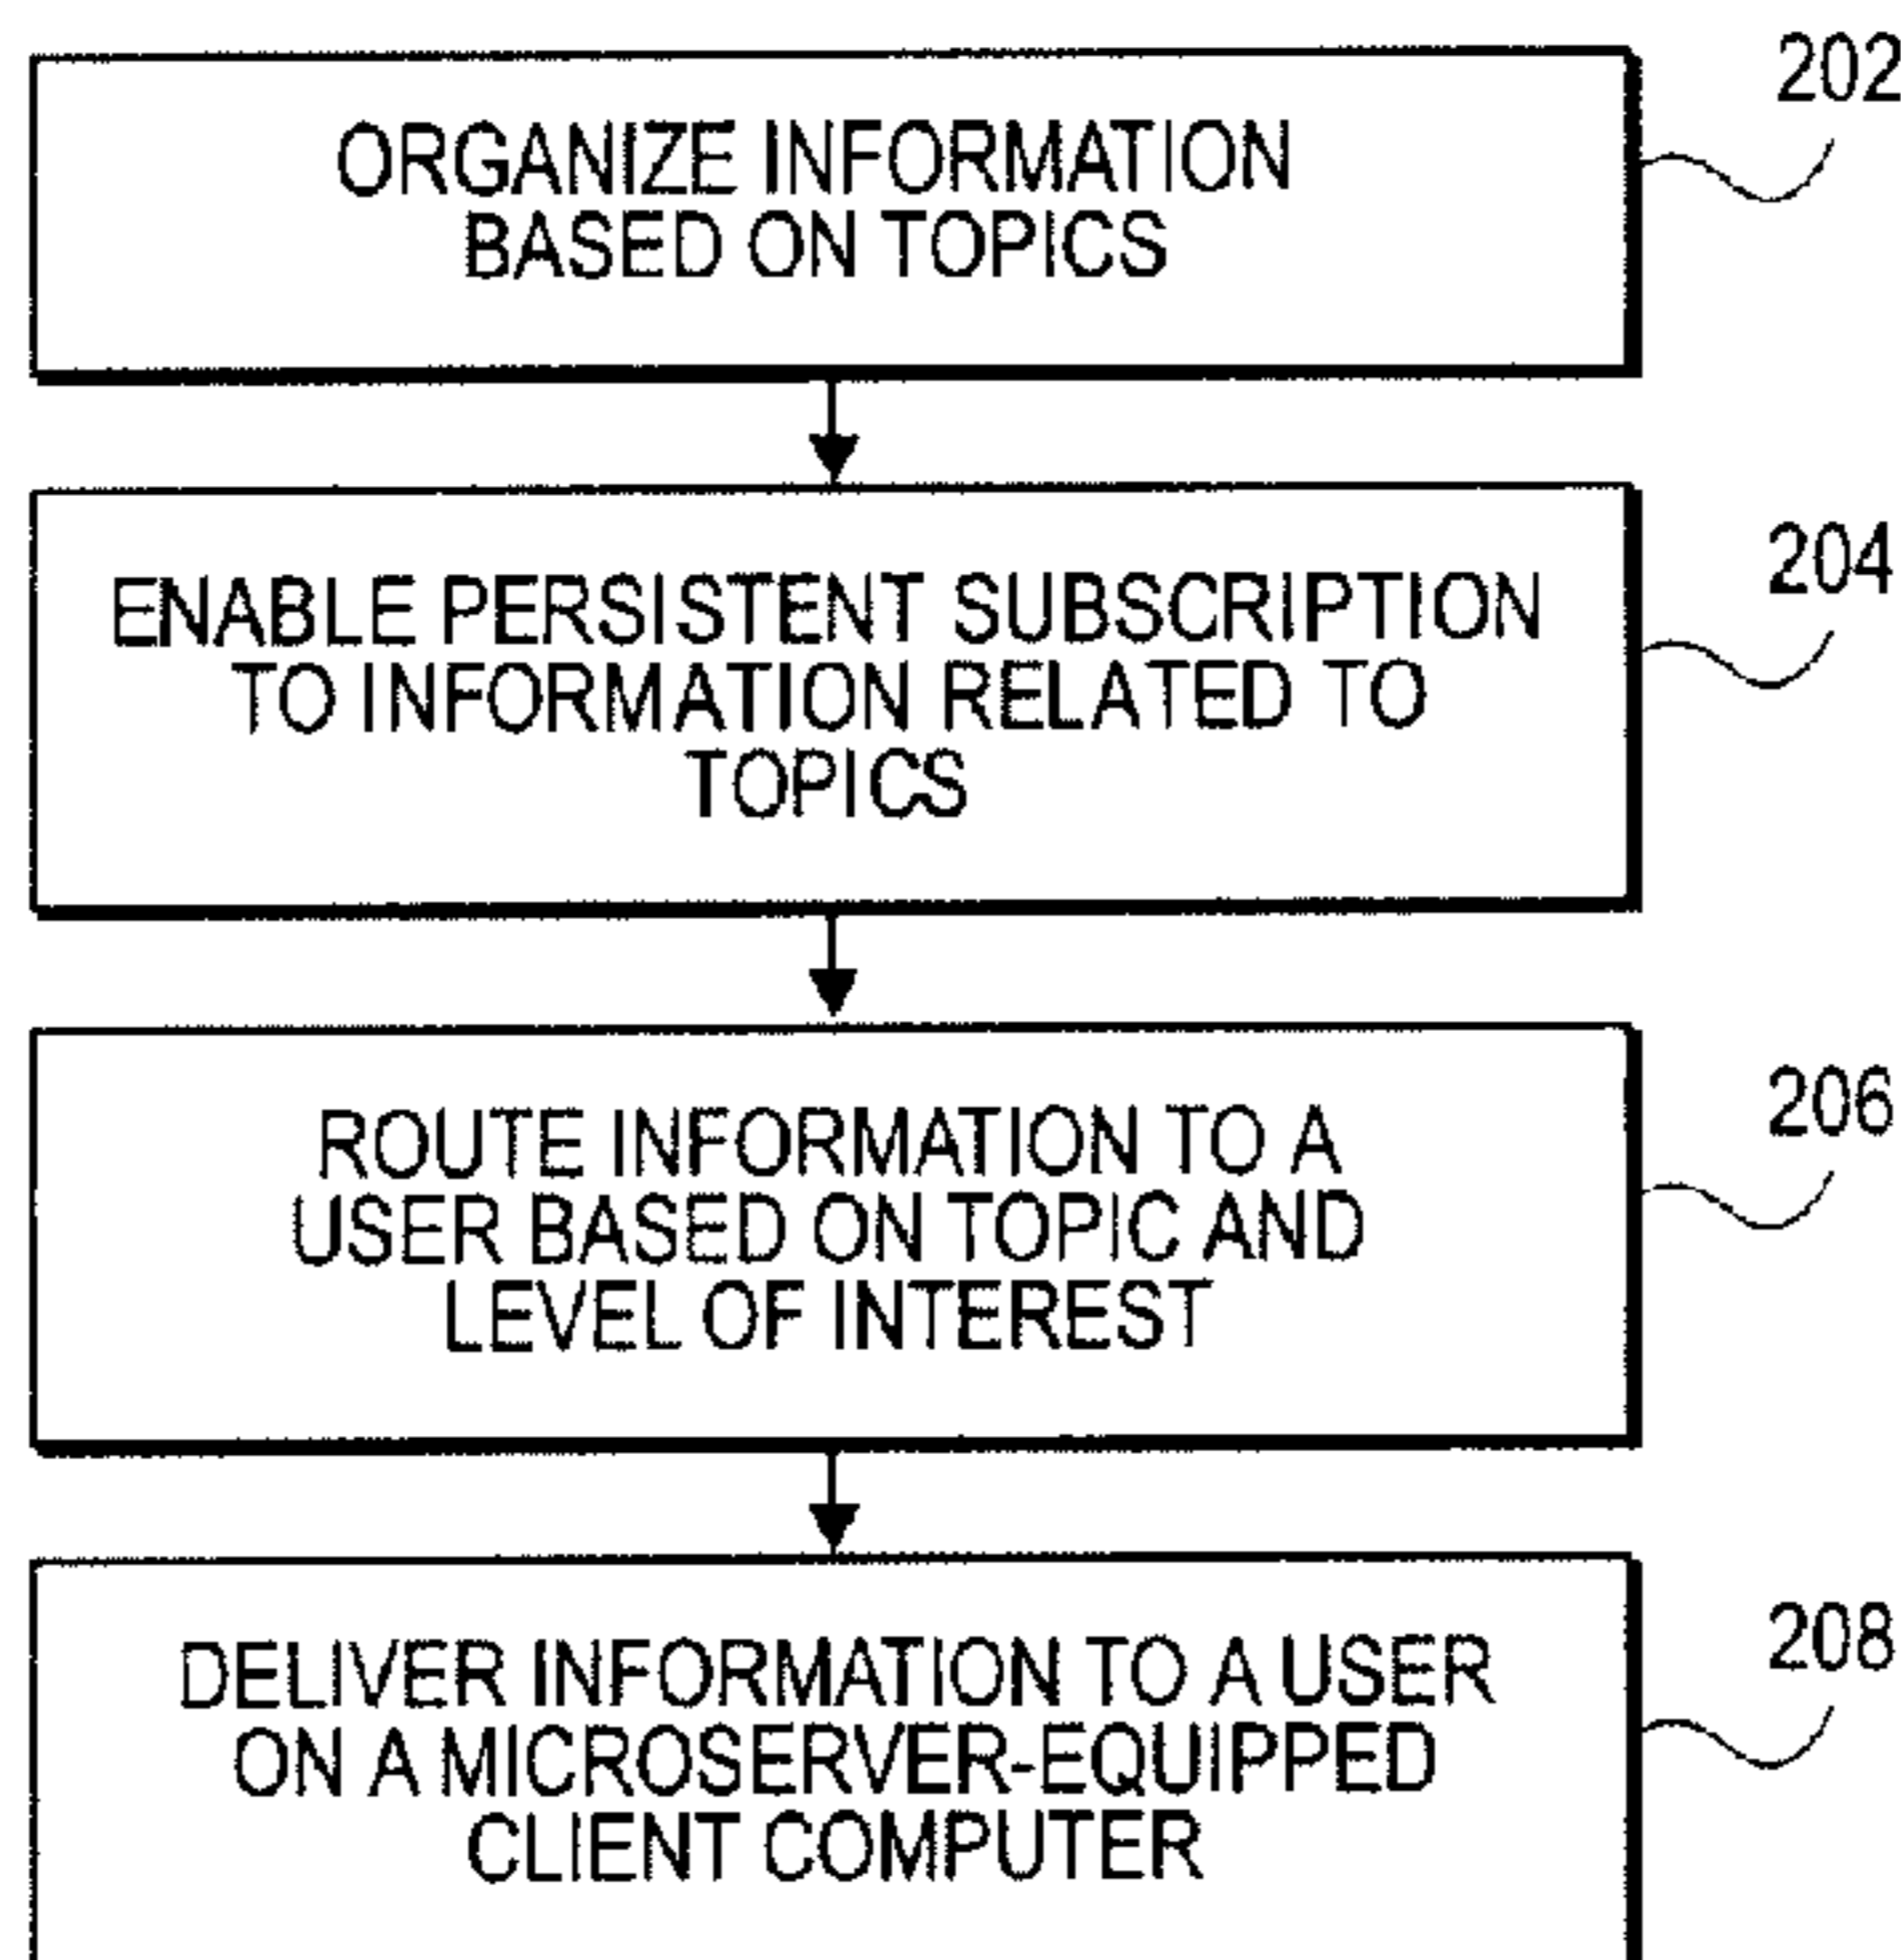 202
ORGANIZE INFORMATION
BASED ON TOPICS
204
ENABLE PERSISTENT SUBSCRIPTION
TO INFORMATION RELATED TO
TOPICS
206
ROUTE INFORMATION TO A
USER BASED ON TOPIC AND
LEVEL OF INTEREST
208
DELIVER INFORMATION TO A USER
ON A MICROSERVER-EQUIPPED
CLIENT COMPUTER